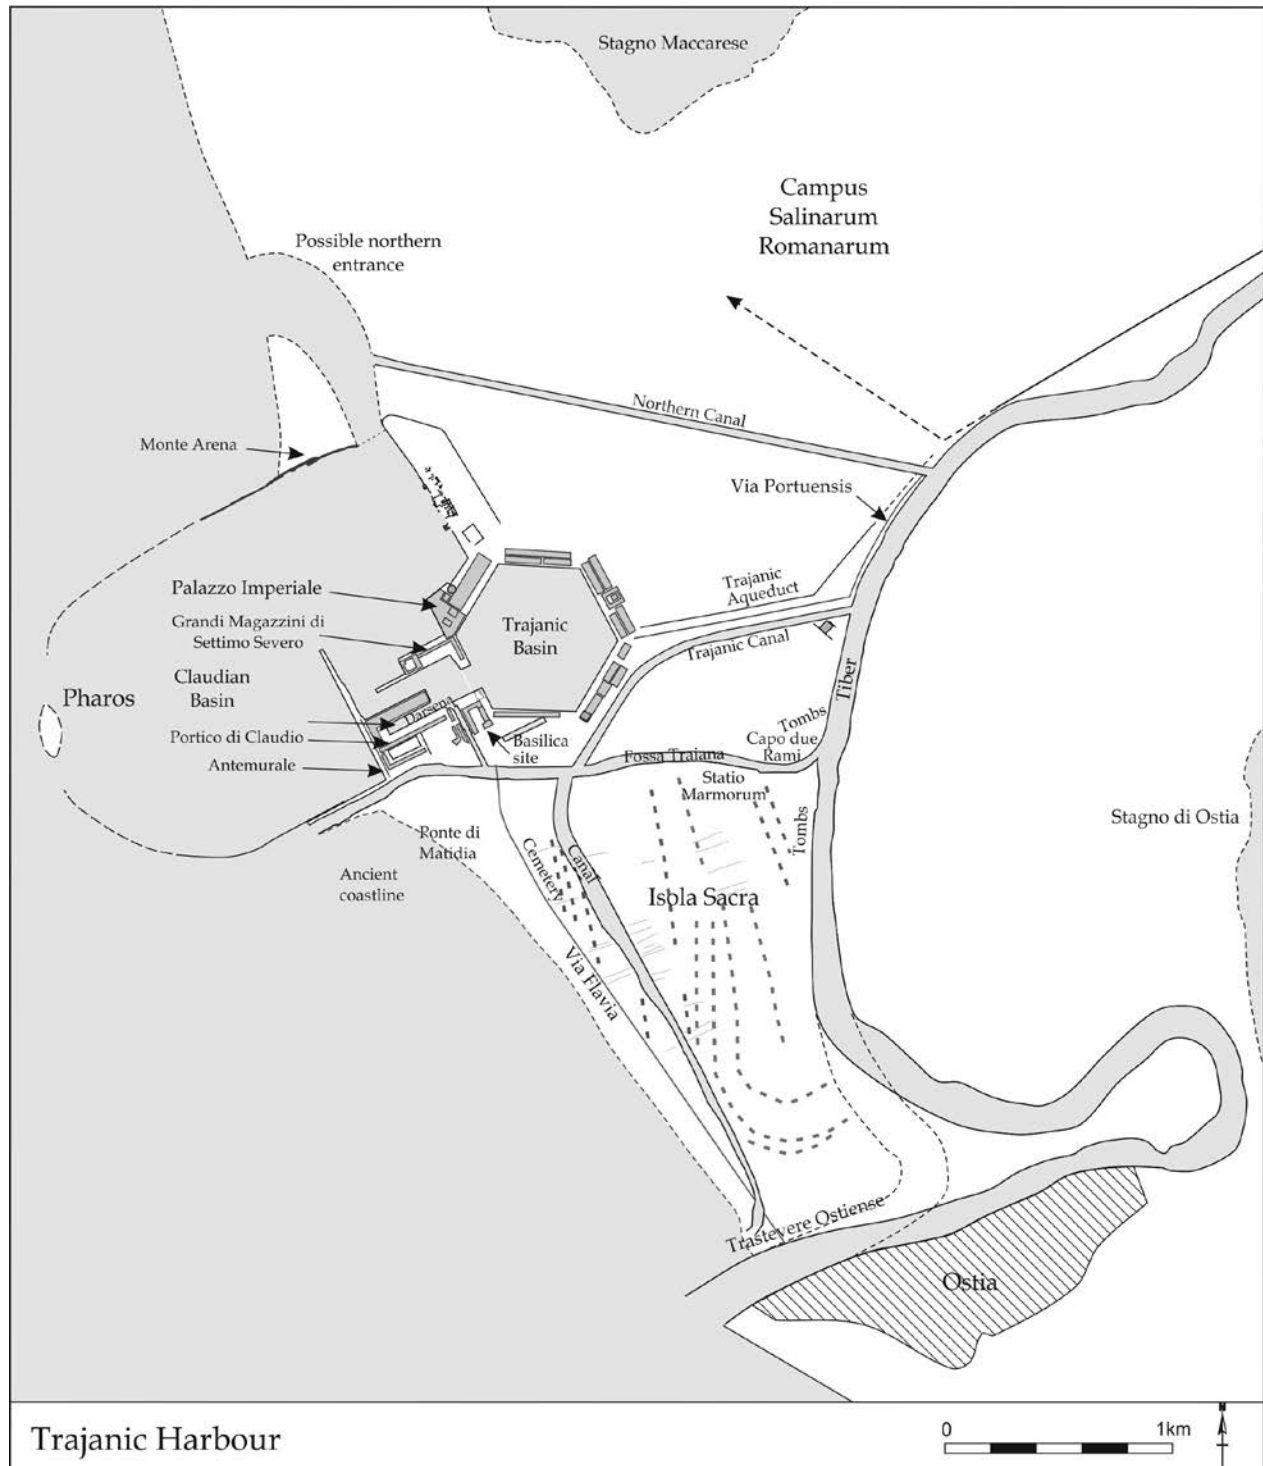 Stagno Maccarese
Campus
Salinarum
Romanarum
Possible northern
entrance
Northern Canal
Monte Arena
Via Portuensis
Palazzo Imperiale
Trajanic
Aqueduct
Grandi Magazzini di
Settimo Severo
Trajanic
Basin
Trajanic Canal
Tiber
Pharos
Claudian
Basin
Darsena
Tombs
Portico di Claudio
Basilica
site
Capo due
Rami
Antemurale
Fossa Traiana
Statio
Marmorum
Tombs
Stagno di Ostia
Ponte di
Matidia
Ancient
coastline
Cemetery
Canal
Isola Sacra
Via Flavia
Trastevere Ostiense
Ostia
Trajanic Harbour
0 1km
N